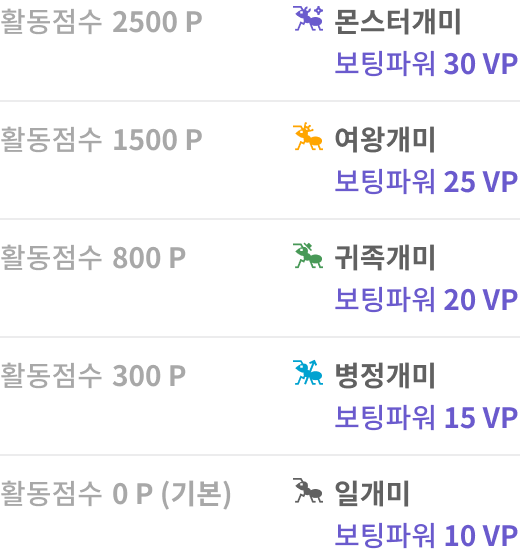 활동점수 2500 P 몬스터개미
보팅파워 30 VP
활동점수 1500 P 여왕개미
보팅파워 25 VP
활동점수 800 P 귀족개미
보팅파워 20 VP
활동점수 300 P 병정개미
보팅파워 15 VP
활동점수 0 P (기본) 일개미
보팅파워 10 VP